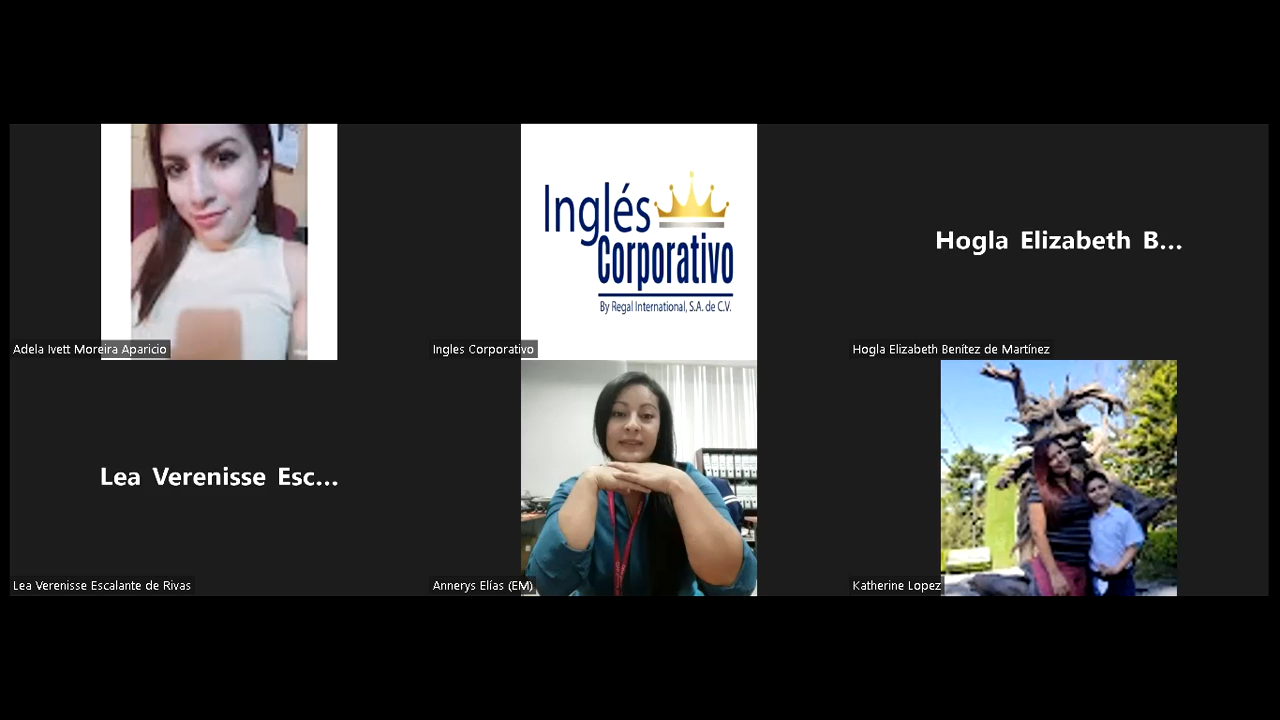 Inglés
Corporativo
By Regal International, S.A. de C.V.
Hogla Elizabeth B...
Adela Ivett Moreira Aparicio
Ingles Corporativo
Hogla Elizabeth Benítez de Martínez
Lea Verenisse Esc...
Lea Verenisse Escalante de Rivas
Annerys Elías (EM)
Katherine Lopez